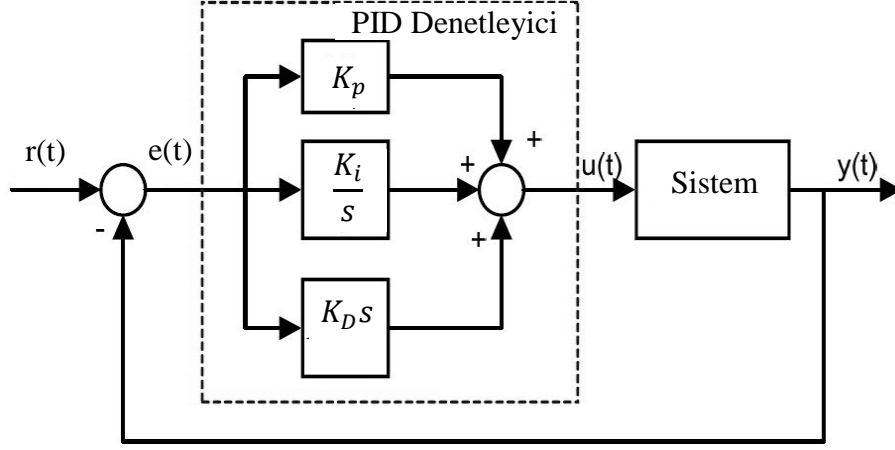 PID Denetleyici
K_p
+
r(t)
e(t)
K_i
s
+
u(t)
Sistem
y(t)
-
+
K_D s